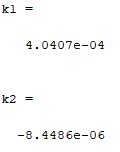 k1 =
4.0407e-04
k2 =
-8.4486e-06